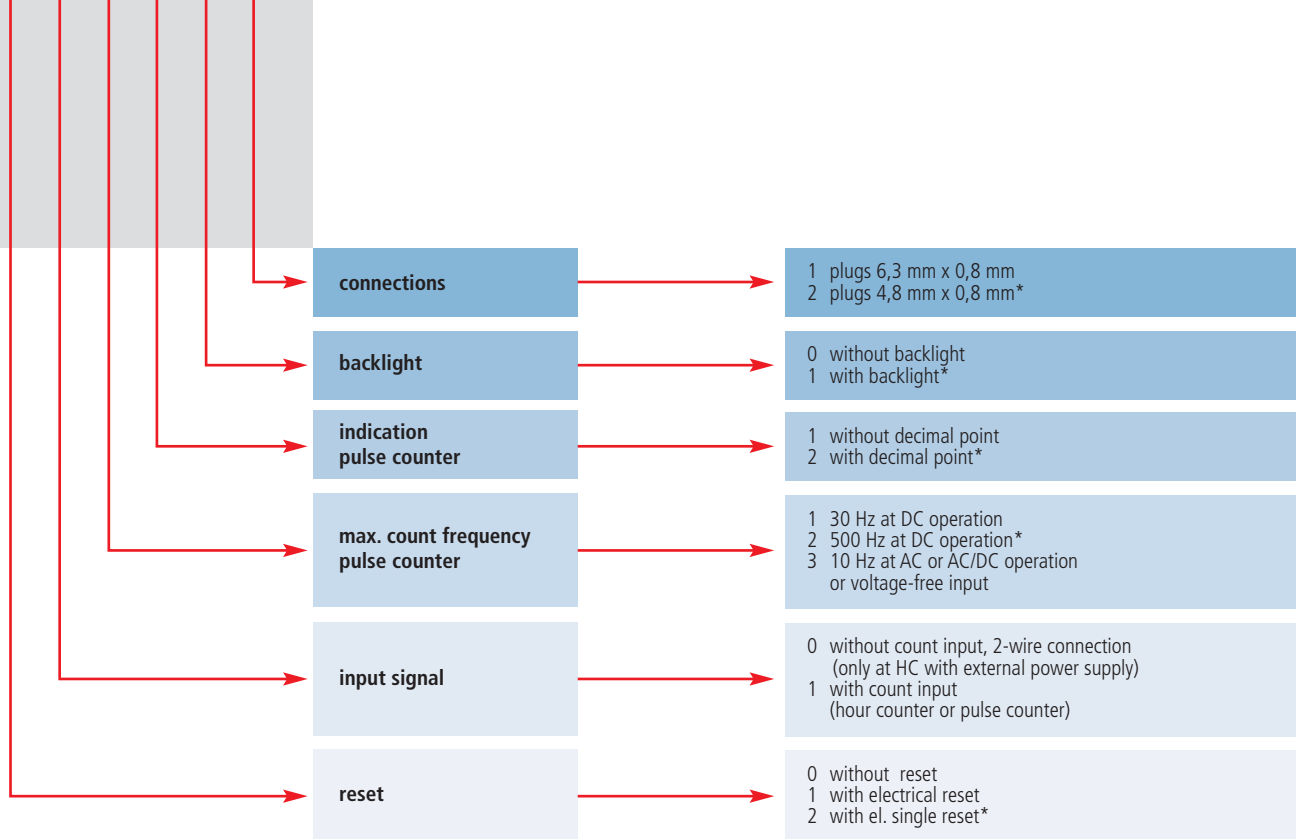 connections
1 plugs 6,3 mm x 0,8 mm
2 plugs 4,8 mm x 0,8 mm*
backlight
0 without backlight
1 with backlight*
indication
pulse counter
1 without decimal point
2 with decimal point*
max. count frequency
pulse counter
1 30 Hz at DC operation
2 500 Hz at DC operation*
3 10 Hz at AC or AC/DC operation
or voltage-free input
input signal
0 without count input, 2-wire connection
(only at HC with external power supply)
1 with count input
(hour counter or pulse counter)
reset
0 without reset
1 with electrical reset
2 with el. single reset*